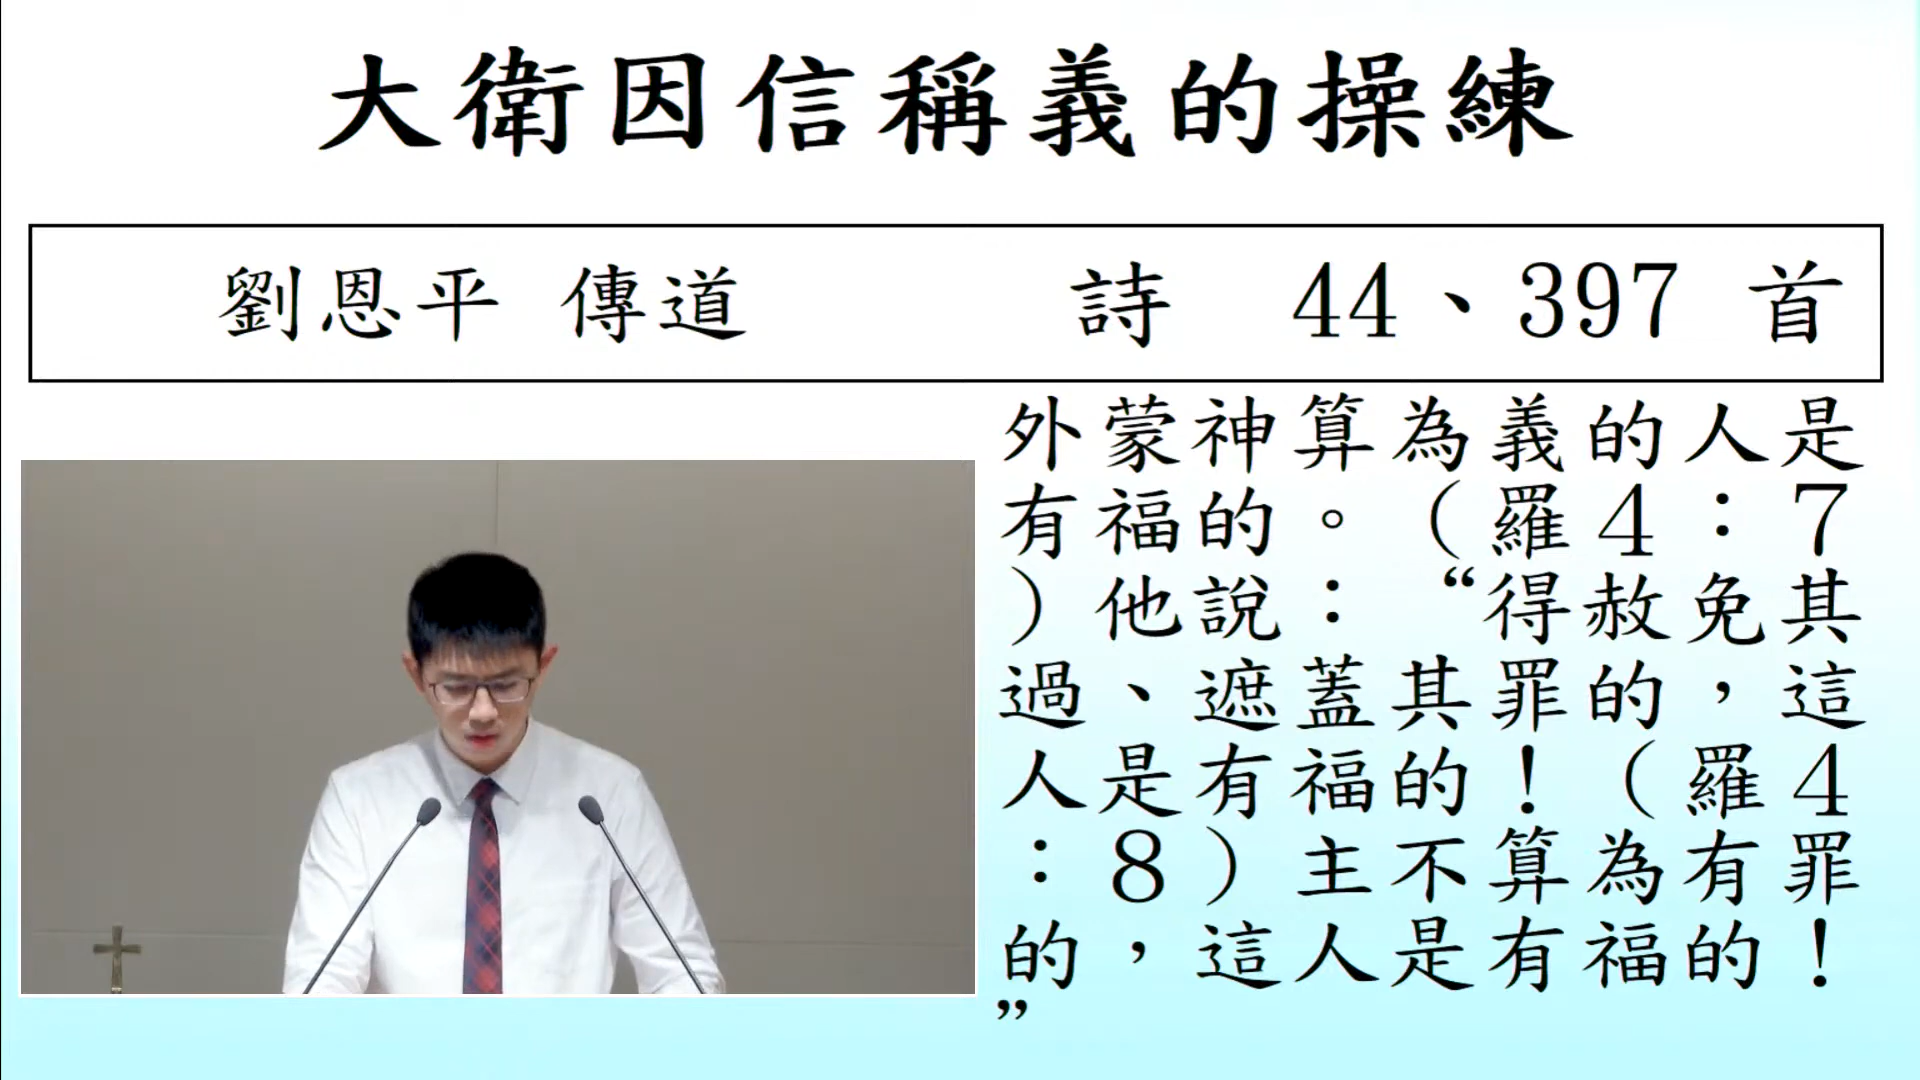 大衛因信稱義的操練
劉恩平 傳道 詩 44、397 首
外蒙神算為義的人是
有福的。（羅4：7
）他說：“得赦免其
過、遮蓋其罪的，這
人是有福的！（羅4
：8）主不算為有罪
的，這人是有福的！
”